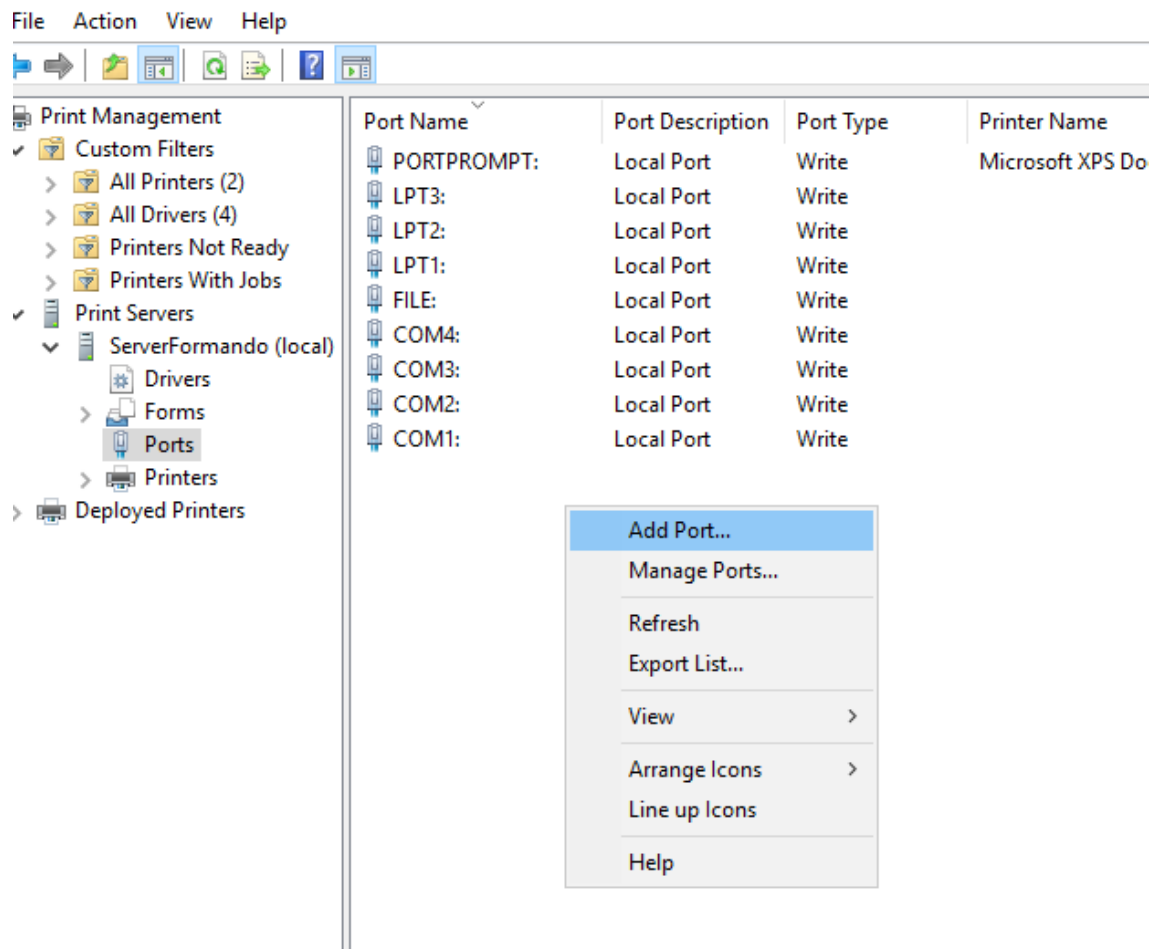 File Action View Help
Print Management
Custom Filters
All Printers (2)
All Drivers (4)
Printers Not Ready
Printers With Jobs
Print Servers
ServerFormando (local)
Drivers
Forms
Ports
Printers
Deployed Printers
Port Name Port Description Port Type Printer Name
PORTPROMPT: Local Port Write Microsoft XPS Do
LPT3: Local Port Write
LPT2: Local Port Write
LPT1: Local Port Write
FILE: Local Port Write
COM4: Local Port Write
COM3: Local Port Write
COM2: Local Port Write
COM1: Local Port Write
Add Port...
Manage Ports...
Refresh
Export List...
View
Arrange Icons
Line up Icons
Help